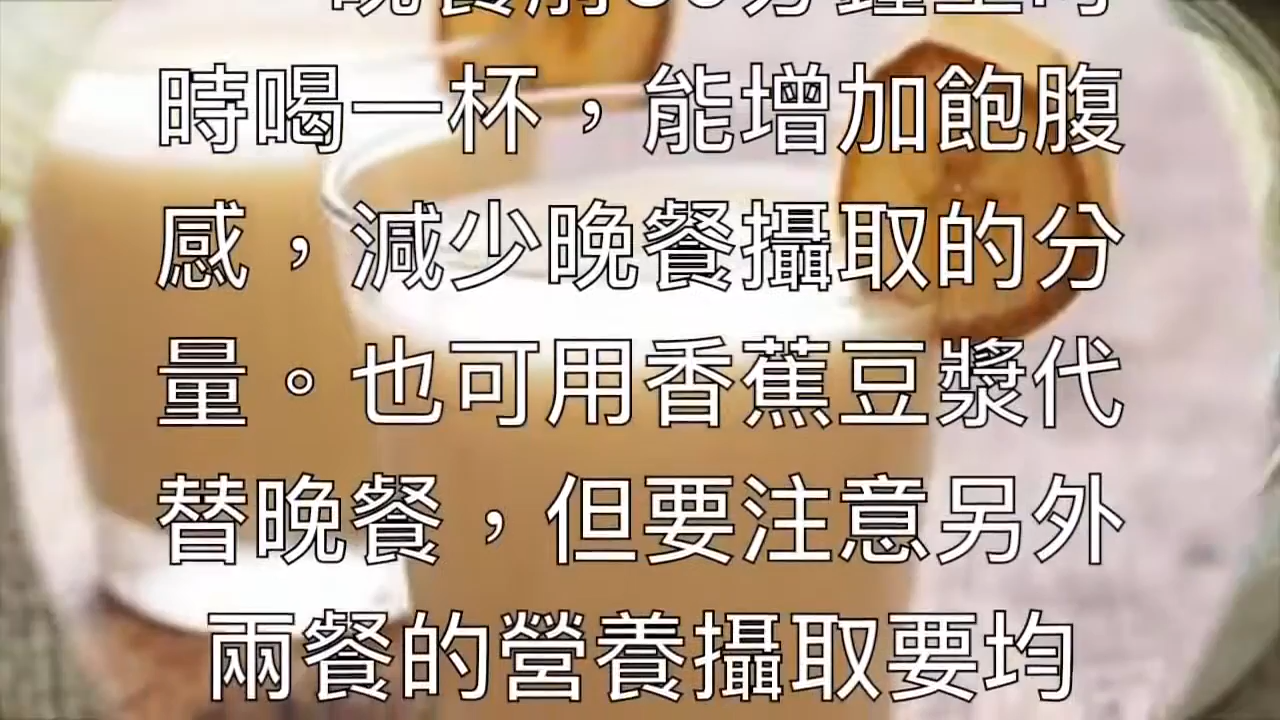 時喝一杯，能增加飽腹
感，減少晚餐攝取的分
量。也可用香蕉豆漿代
替晚餐，但要注意另外
兩餐的營養攝取要均